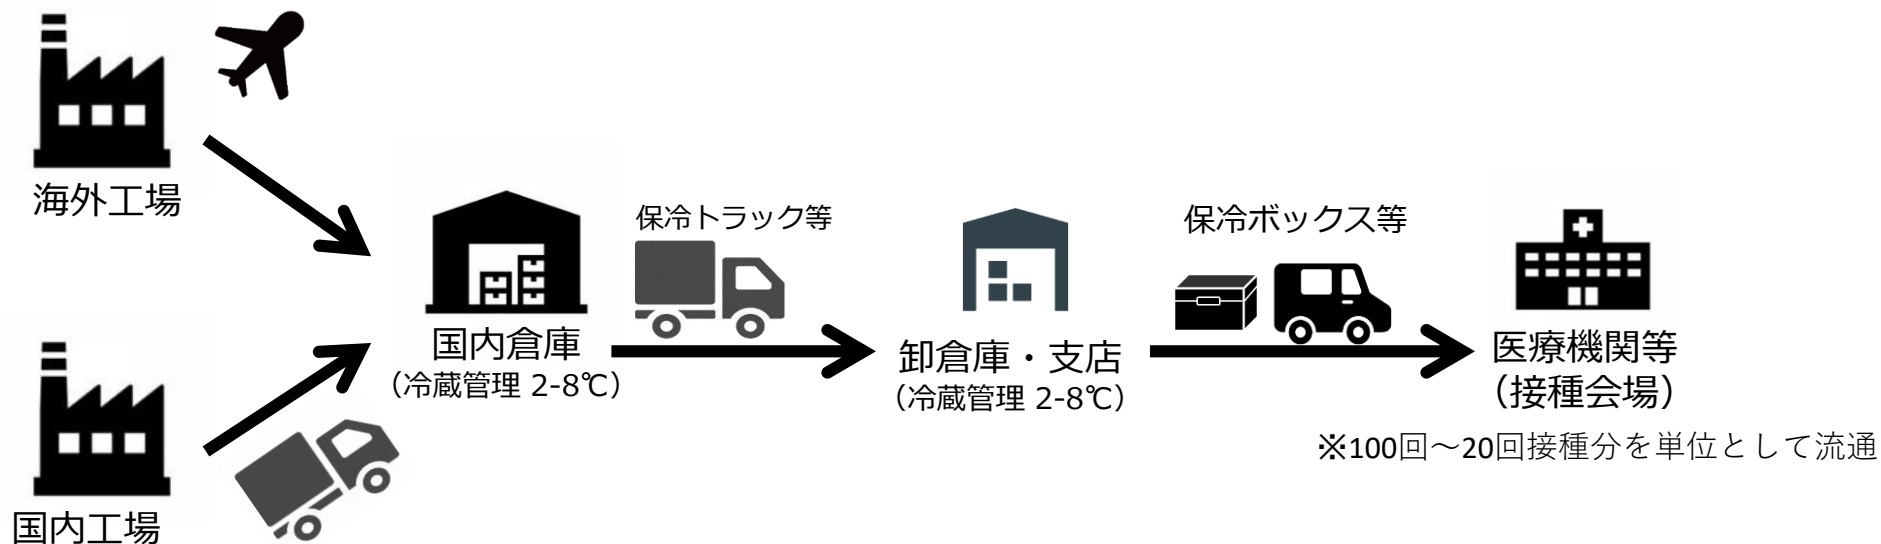 海外工場
国内工場
国内倉庫
（冷蔵管理 2-8℃）
保冷トラック等
卸倉庫・支店
（冷蔵管理 2-8℃）
保冷ボックス等
医療機関等
（接種会場）
※100回～20回接種分を単位として流通